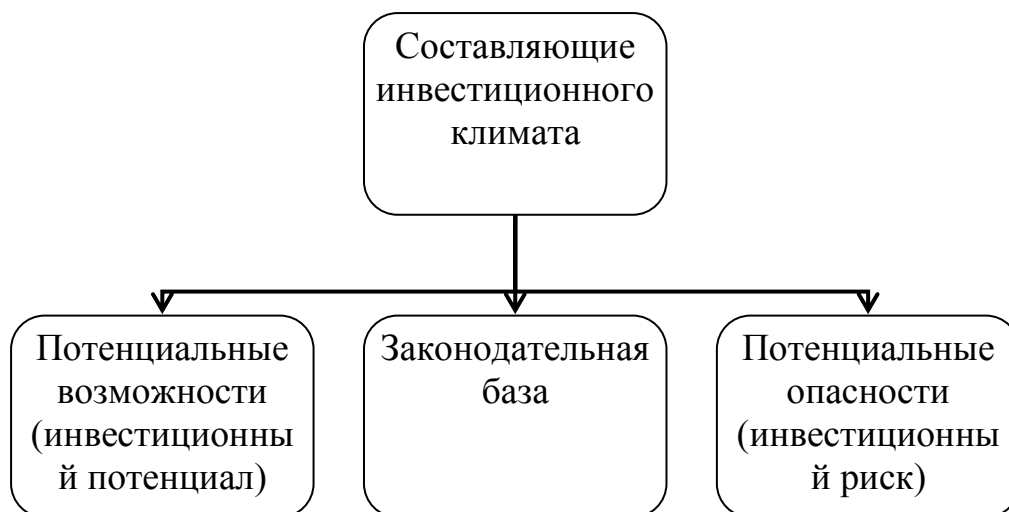 Составляющие
инвестиционного
климата
Потенциальные
возможности
(инвестиционны
й потенциал)
Законодательная
база
Потенциальные
опасности
(инвестиционны
й риск)